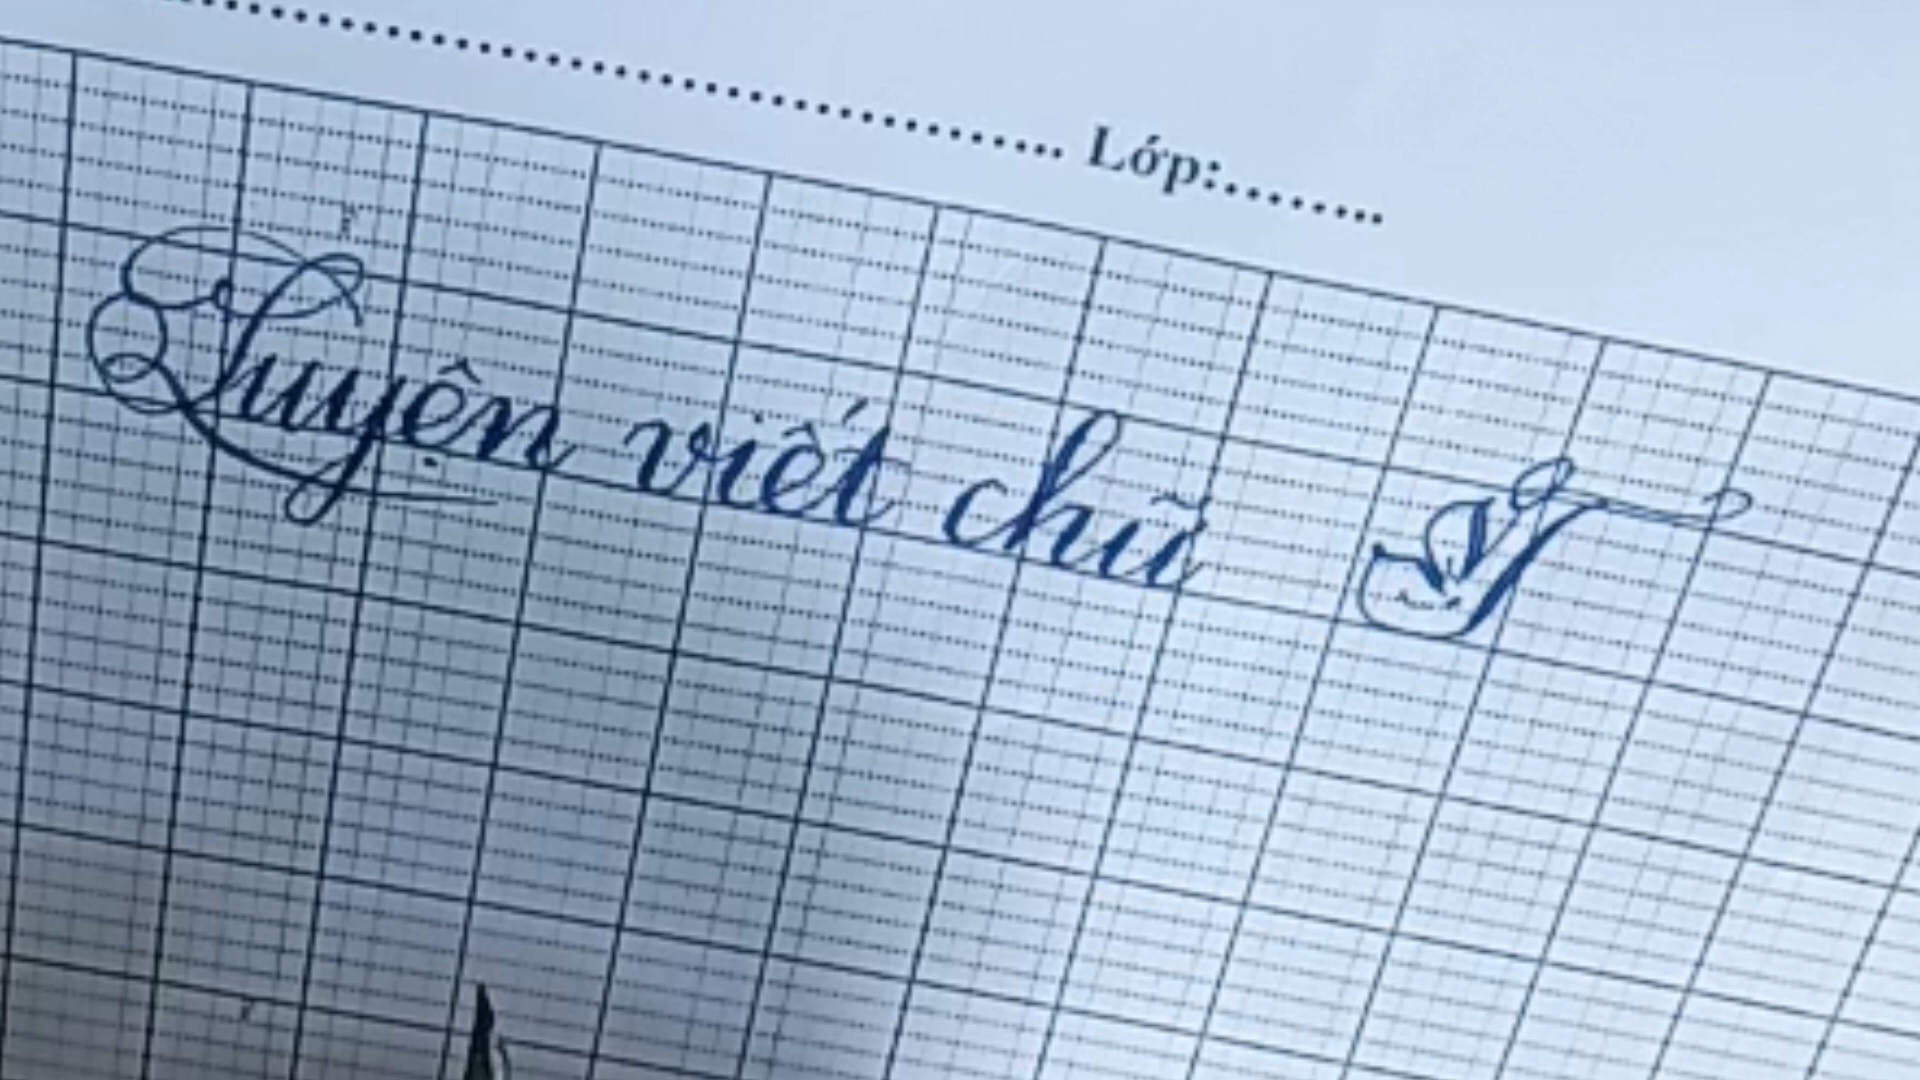 Lớp:
Luyện viết chữ